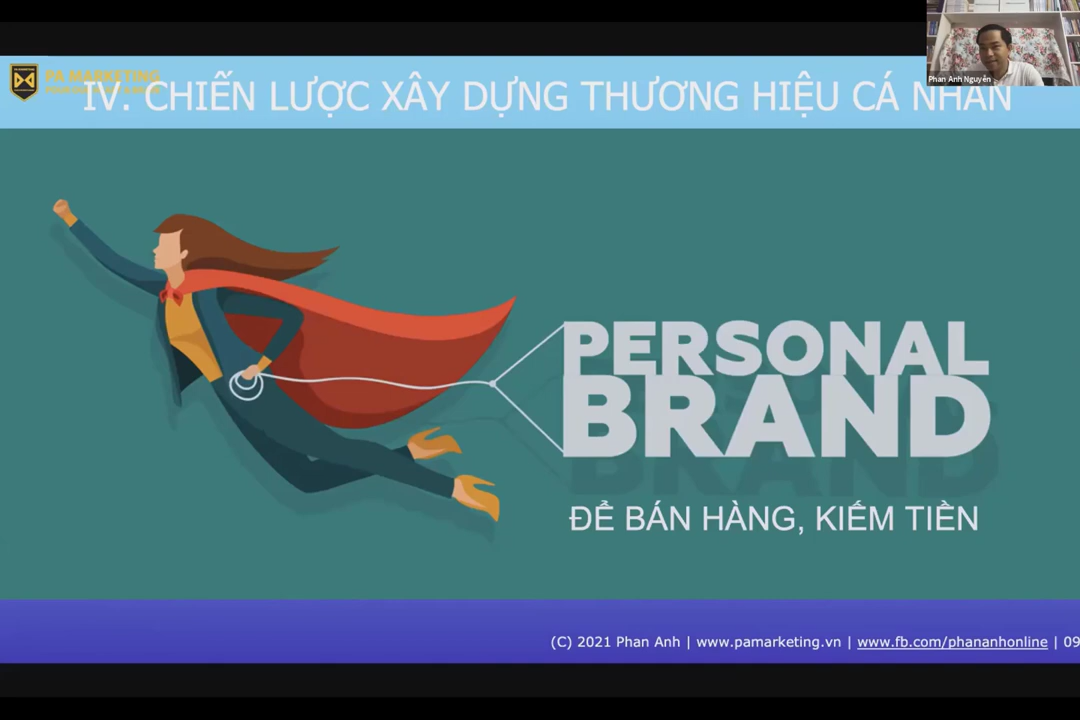 PA MARKETING
IV: CHIẾN LƯỢC XÂY DỰNG THƯƠNG HIỆU CÁ NHÂN
Phan Anh Nguyễn
PERSONAL
BRAND
ĐỂ BÁN HÀNG, KIẾM TIỀN
(C) 2021 Phan Anh | www.pamarketing.vn | www.fb.com/phananhonline | 09